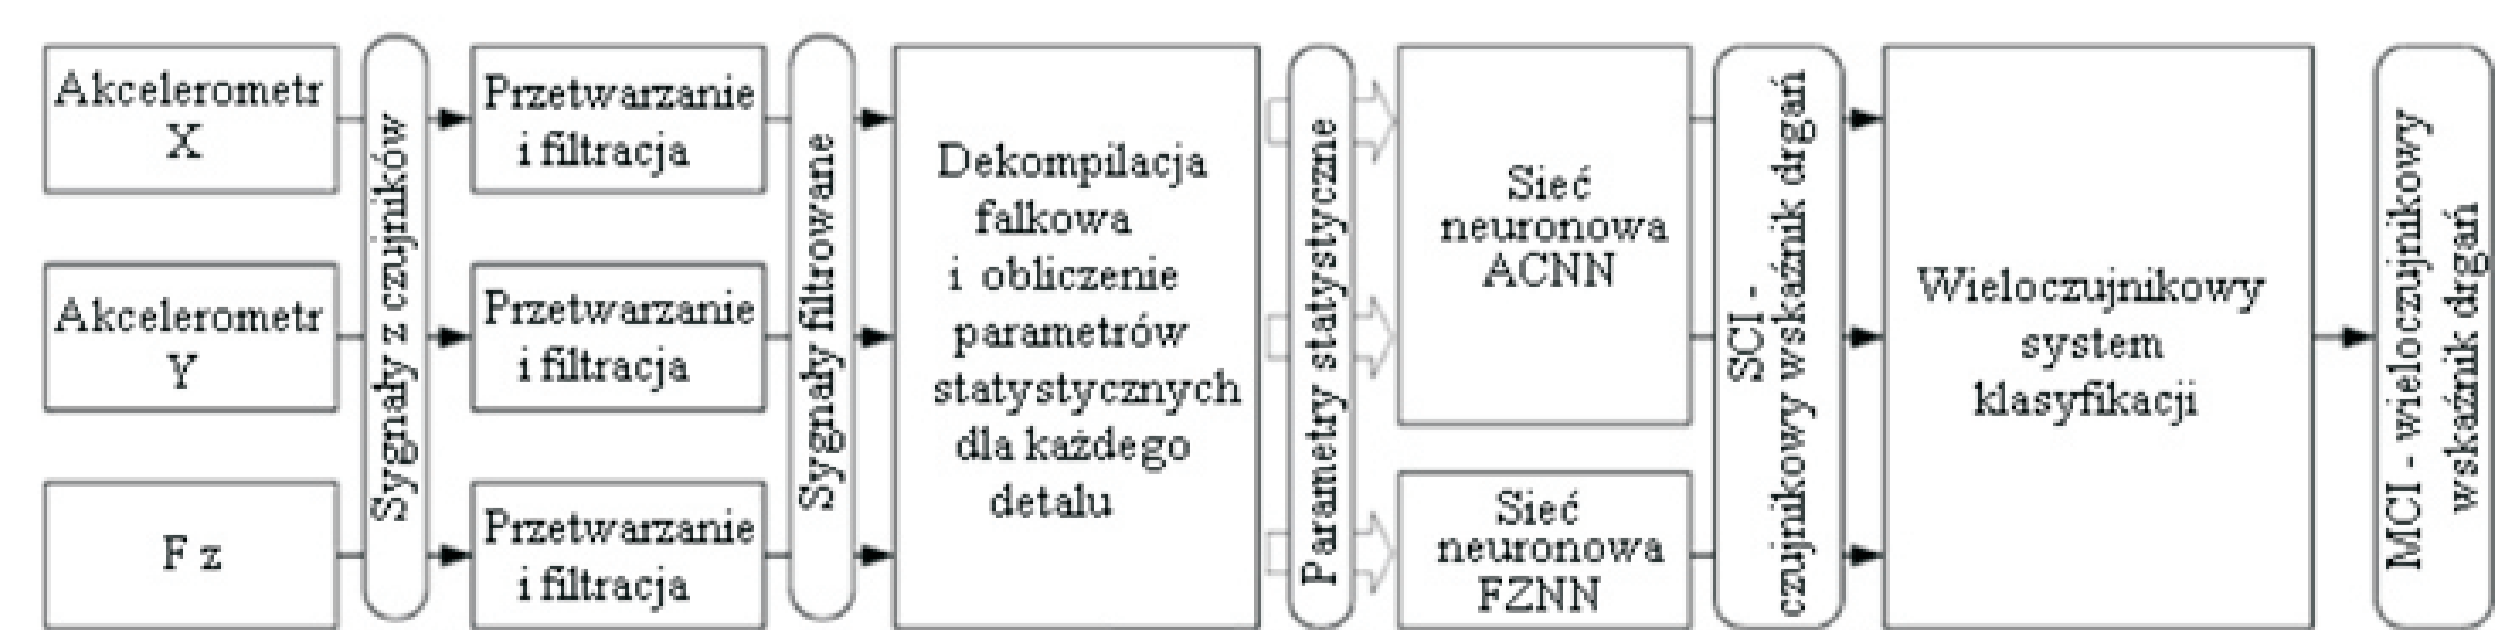 Akcelerometr
X
Akcelerometr
Y
F z
Sygnały z czujników
Przetwarzanie
i filtracja
Przetwarzanie
i filtracja
Przetwarzanie
i filtracja
Sygnały filtrowane
Dekompilacja
falkowa
i obliczenie
parametrów
statystycznych
dla każdego
detalu
Parametry statystyczne
Sieć
neuronowa
ACNN
Sieć
neuronowa
FZNN
SCI -
czujnikowy wskaźnik drgań
Wieloczujnikowy
system
klasyfikacji
MCI - wieloczujnikowy
wskaźnik drgań